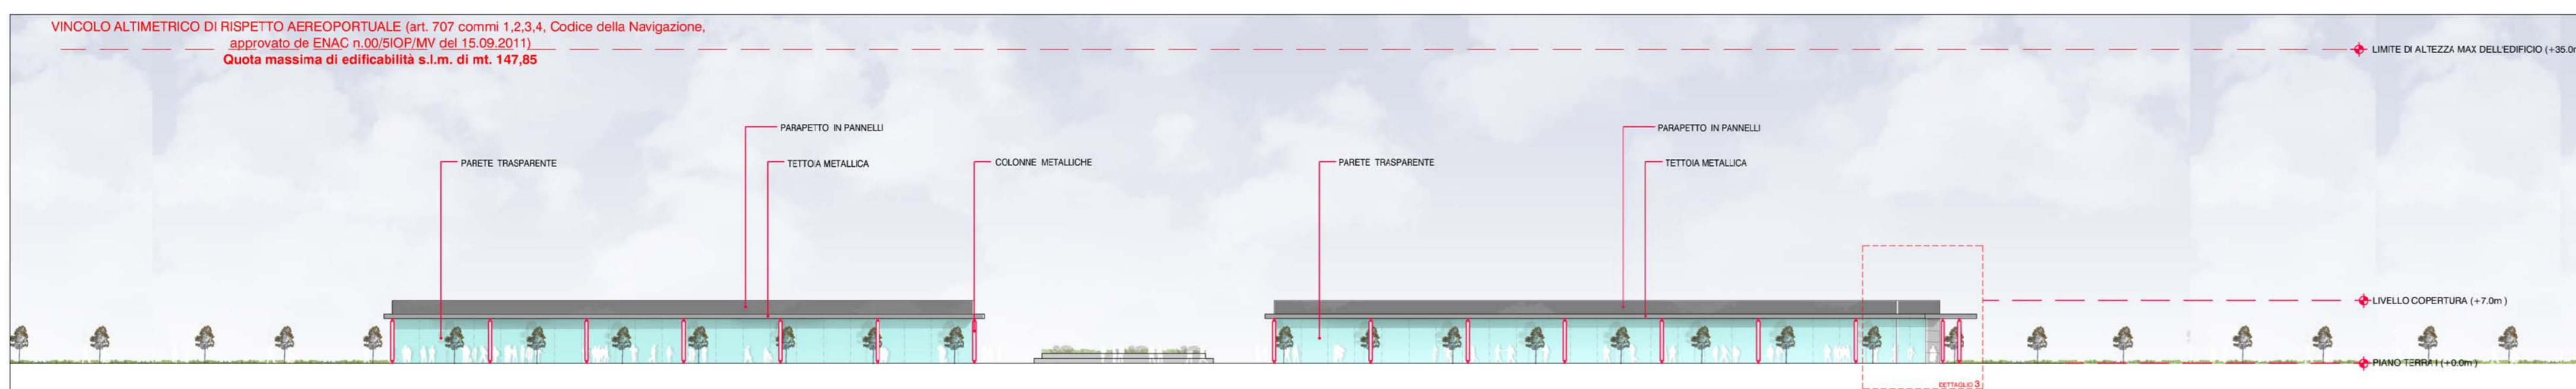 VINCOLO ALTIMETRICO DI RISPETTO AEREOPORTUALE (art. 707 commi 1,2,3,4, Codice della Navigazione,
approvato de ENAC n.00/5IOP/MV del 15.09.2011)
Quota massima di edificabilità s.l.m. di mt. 147,85
LIMITE DI ALTEZZA MAX DELL'EDIFICIO (+35.0m
PARAPETTO IN PANNELLI
PARAPETTO IN PANNELLI
PARETE TRASPARENTE
TETTOIA METALLICA
COLONNE METALLICHE
PARETE TRASPARENTE
TETTOIA METALLICA
LIVELLO COPERTURA (+7.0m )
PIANO TERRA (+0.0m )
DETTAGLIO 3